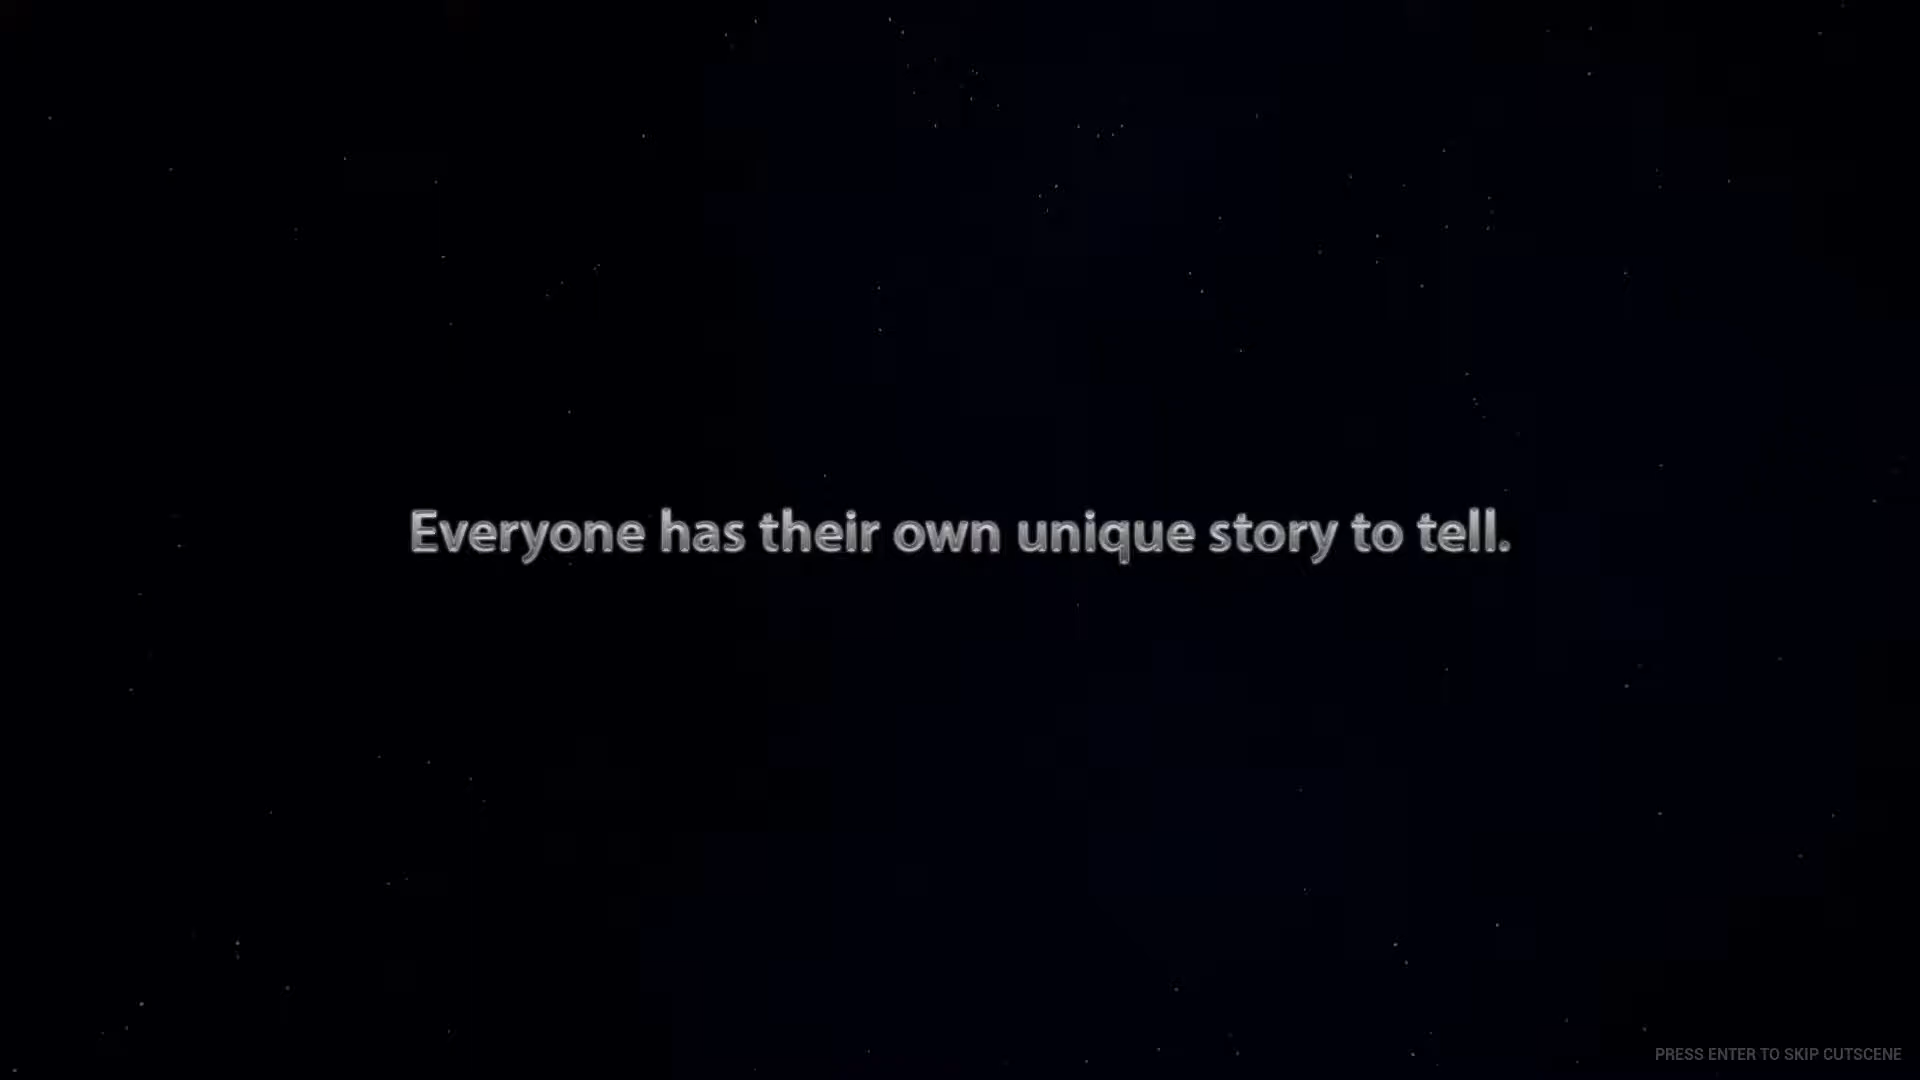 Everyone has their own unique story to tell.
PRESS ENTER TO SKIP CUTSCENE